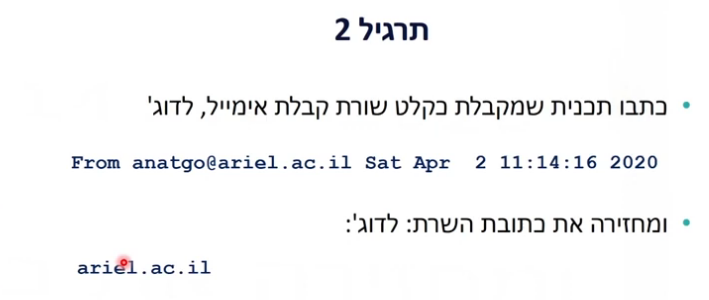 תרגיל 2
כתבו תכנית שמקבלת כקלט שורת קבלת אימייל, לדוג'
From anatgo@ariel.ac.il Sat Apr  2 11:14:16 2020
ומחזירה את כתובת השרת: לדוג':
ariel.ac.il